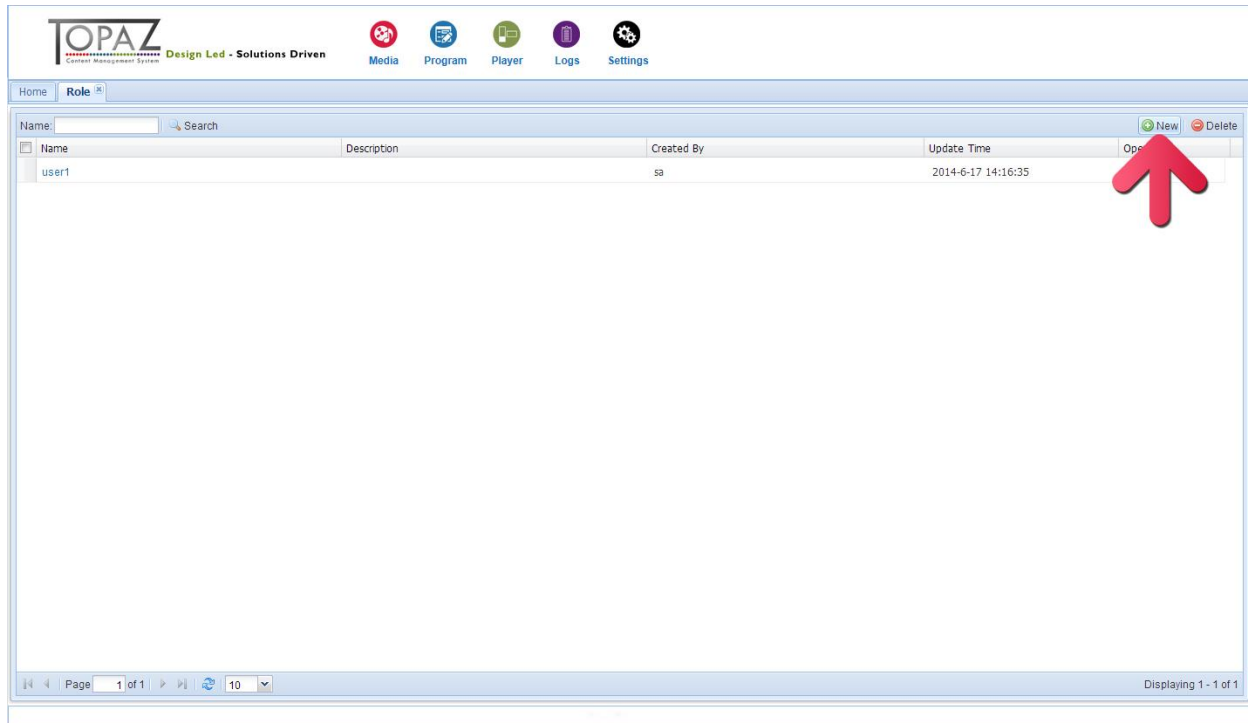 TOPAZ
Content Management System
Design Led - Solutions Driven
Media Program Player Logs Settings
Home Role
Name: Search New Delete
Name Description Created By Update Time
user1 sa 2014-6-17 14:16:35
Page 1 of 1 10 Displaying 1 - 1 of 1